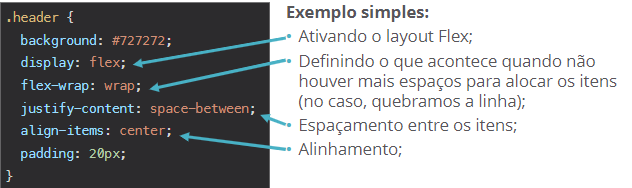 .header {
background: #727272;
display: flex;
flex-wrap: wrap;
justify-content: space-between;
align-items: center;
padding: 20px;
}
Exemplo simples:
• Ativando o layout Flex;
• Definindo o que acontece quando não
houver mais espaços para alocar os itens
(no caso, quebramos a linha);
• Espaçamento entre os itens;
• Alinhamento;